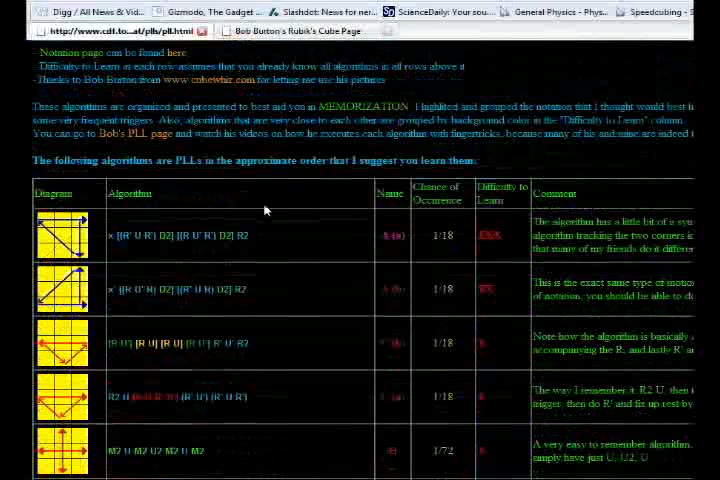 Digg / All News & Vid... Gizmodo, The Gadget ... Slashdot: News for ner... ScienceDaily: Your sou... General Physics - Phys... Speedcubing - S
http://www.cdf.to...at/plls/pll.html Bob Burton's Rubik's Cube Page
- Notation page can be found here
- Difficulty to Learn at each row assumes that you already know all algorithms in all rows above it
- Thanks to Bob Burton from www.cubewhiz.com for letting me use his pictures
These algorithms are organized and presented to best aid you in MEMORIZATION. I highlited and grouped the notation that I thought would best h
some very frequent triggers. Also, algorithms that are very close to each other are grouped by background color in the "Difficulty to Learn" column.
You can go to Bob's PLL page and watch his videos on how he executes each algorithm with fingertricks, because many of his and mine are indeed t
The following algorithms are PLLs in the approximate order that I suggest you learn them:
Diagram Algorithm Name Chance of Occurence Difficulty to Learn Comment
1/18 The algorithm has a little bit of a sym
algorithm tracking the two corners
that many of my friends do it differe
1/18 This is the exact same type of motio
of notation, you should be able to do
1/18 Note how the algorithm is basically
accompanying the R, and lastly R'
R2 U 1/18 The way I remember it, R2 U, then
trigger, then do R' and fix up rest by
M2 U M2 U2 M2 U M2 H 1/72 A very easy to remember algorithm.
simply have just U, U2, U